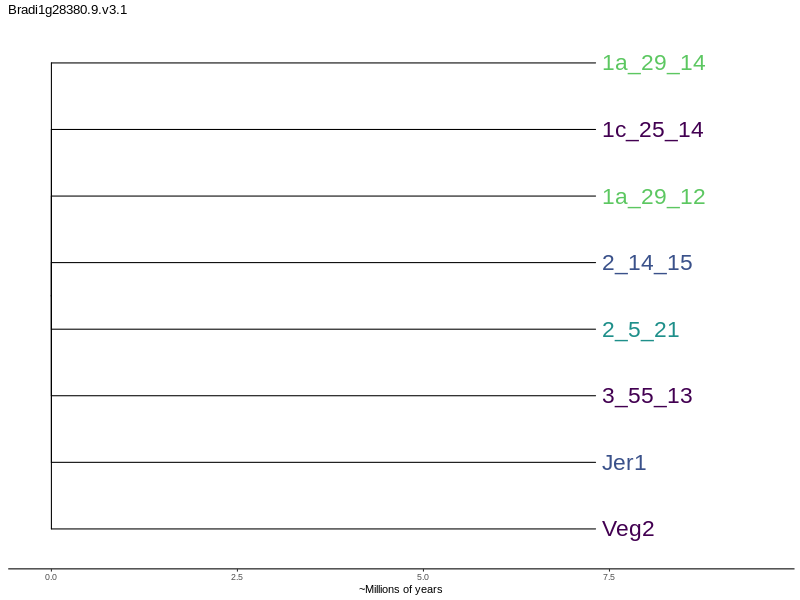 Bradi1g28380.9.v3.1
1a_29_14
1c_25_14
1a_29_12
2_14_15
2_5_21
3_55_13
Jer1
Veg2
0.0 2.5 5.0 7.5
~Millions of years